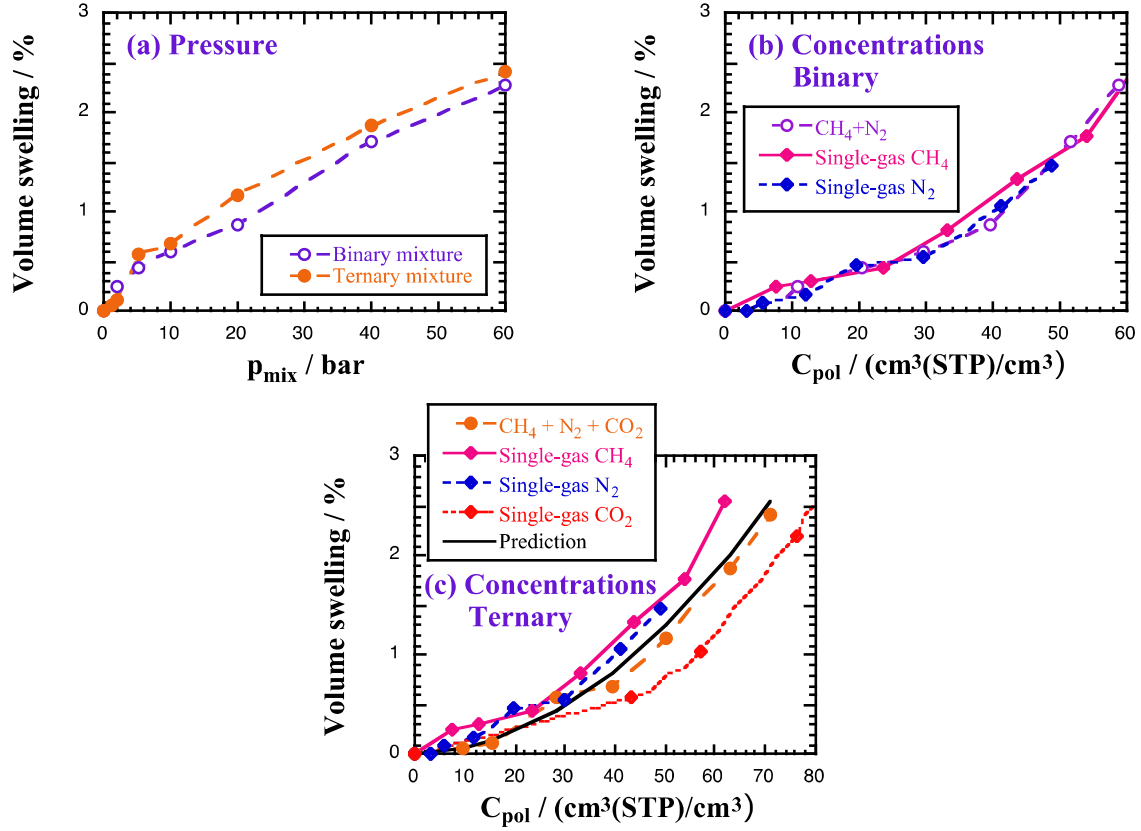 (a) Pressure
Volume swelling / %
3
2
1
0
Binary mixture
Ternary mixture
0 10 20 30 40 50 60
p_mix / bar
(b) Concentrations
Binary
Volume swelling / %
3
2
1
0
CH₄+N₂
Single-gas CH₄
Single-gas N₂
0 10 20 30 40 50 60
C_pol / (cm³(STP)/cm³)
CH₄ + N₂ + CO₂
Single-gas CH₄
Single-gas N₂
Single-gas CO₂
Prediction
(c) Concentrations
Ternary
Volume swelling / %
3
2
1
0
0 10 20 30 40 50 60 70 80
C_pol / (cm³(STP)/cm³)